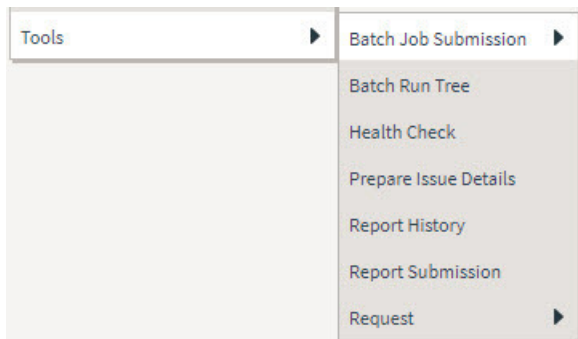 Tools
Batch Job Submission
Batch Run Tree
Health Check
Prepare Issue Details
Report History
Report Submission
Request